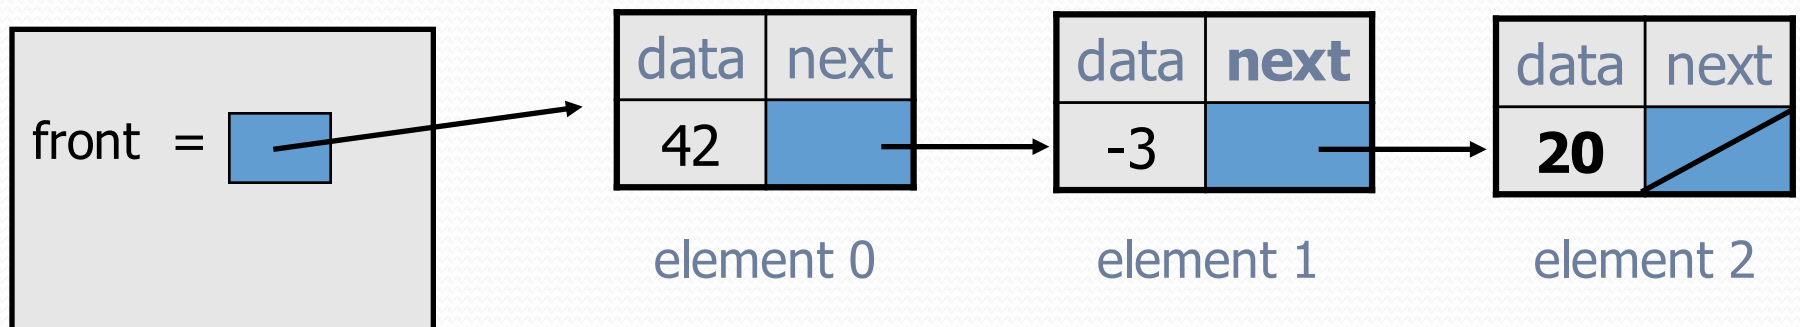 front =
data next
42
element 0
data next
-3
element 1
data next
20
element 2